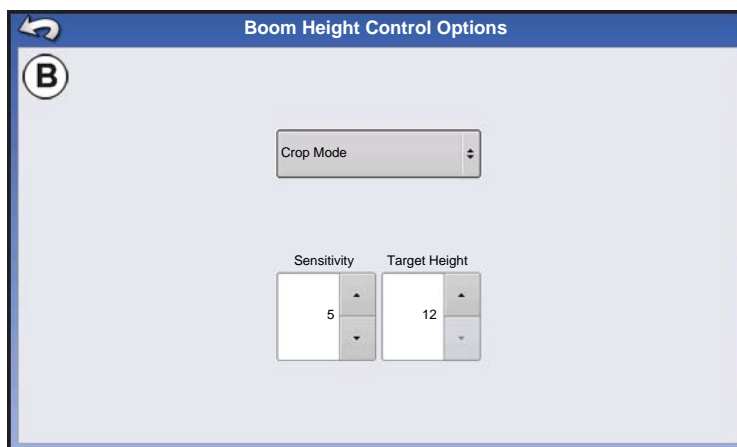 Boom Height Control Options
B
Crop Mode
Sensitivity Target Height
5 12